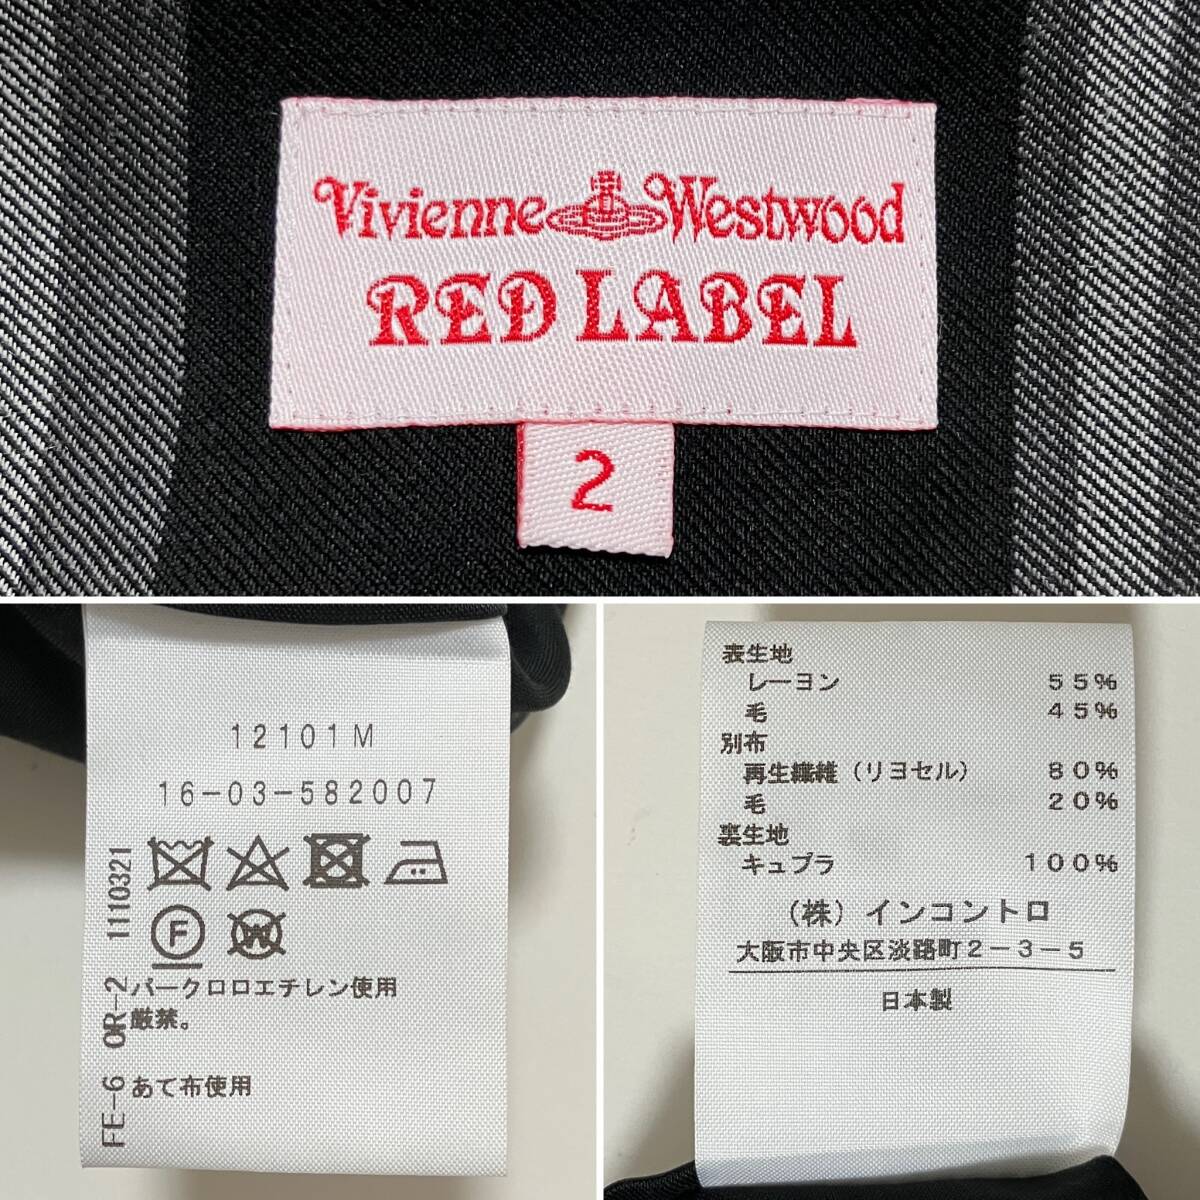 Vivienne Westwood
RED LABEL
2
12101M
16-03-582007
F
W
パークロロエチレン使用
厳禁。
あて布使用
FE-6 OR-2 1110321
表生地
レーヨン 55%
毛 45%
別布
再生繊維(リヨセル) 80%
毛 20%
裏生地
キュプラ 100%
(株)インコントロ
大阪市中央区淡路町2-3-5
日本製